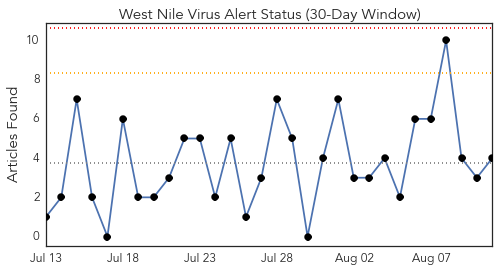 West Nile Virus Alert Status (30-Day Window)
Articles Found
10
8
6
4
2
0
Jul 13 Jul 18 Jul 23 Jul 28 Aug 02 Aug 07